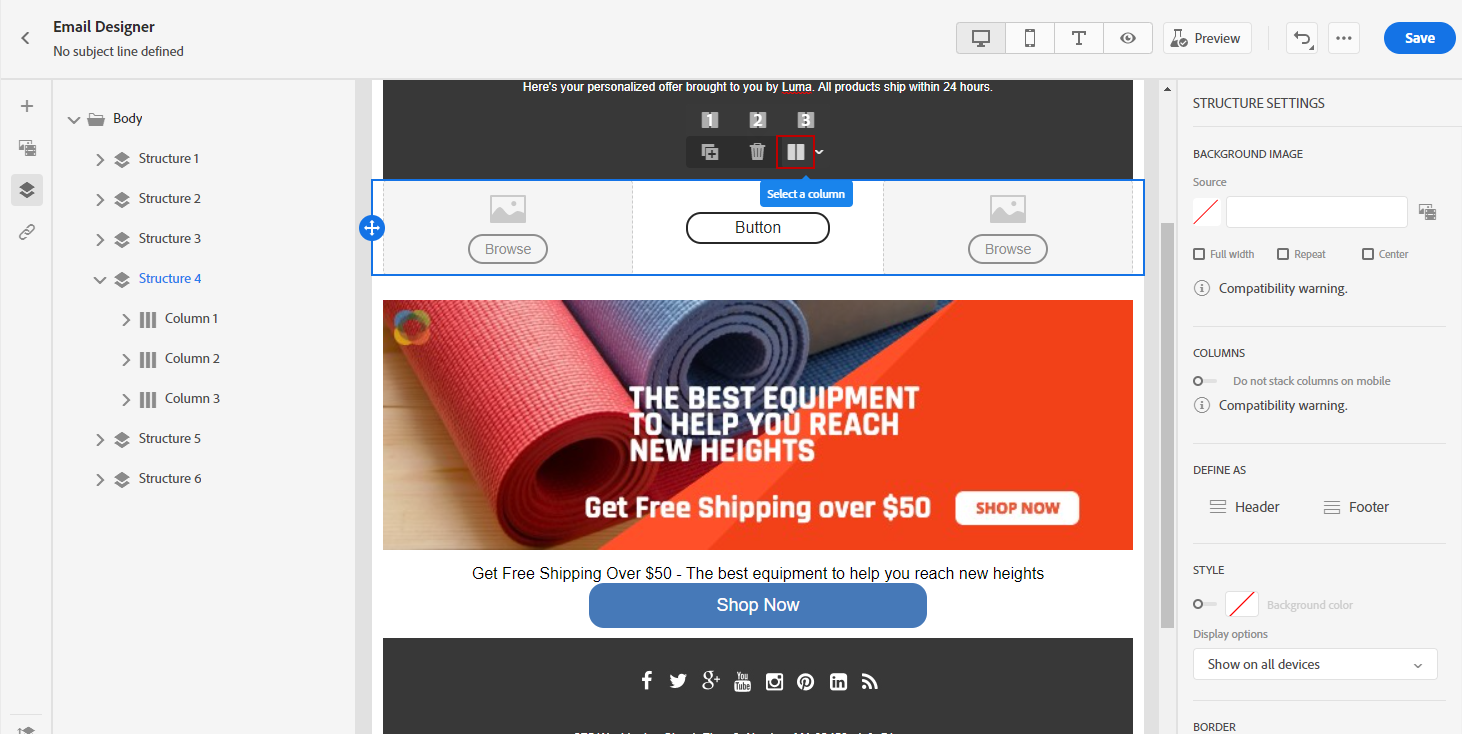 Email Designer
No subject line defined
Preview
Save
Body
Structure 1
Structure 2
Structure 3
Structure 4
Column 1
Column 2
Column 3
Structure 5
Structure 6
Here's your personalized offer brought to you by Luma. All products ship within 24 hours.
1 2 3
Select a column
Browse
Button
Browse
THE BEST EQUIPMENT
TO HELP YOU REACH
NEW HEIGHTS
Get Free Shipping over $50
SHOP NOW
Get Free Shipping Over $50 - The best equipment to help you reach new heights
Shop Now
You
Tube
STRUCTURE SETTINGS
BACKGROUND IMAGE
Source
Full width Repeat Center
Compatibility warning.
COLUMNS
Do not stack columns on mobile
Compatibility warning.
DEFINE AS
Header Footer
STYLE
Background color
Display options
Show on all devices
BORDER